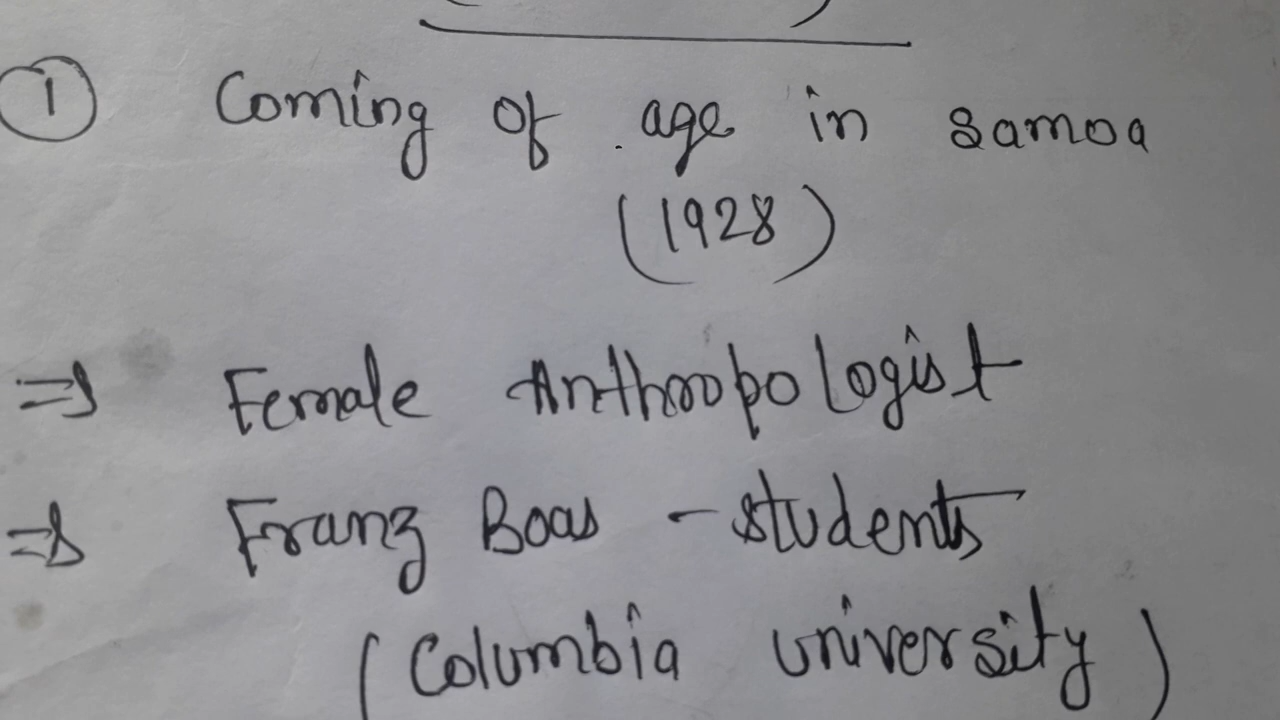 ① Coming of age in samoa
(1928)
⇒ Female Anthropologist
⇒ Franz Boas - students
(Columbia university)